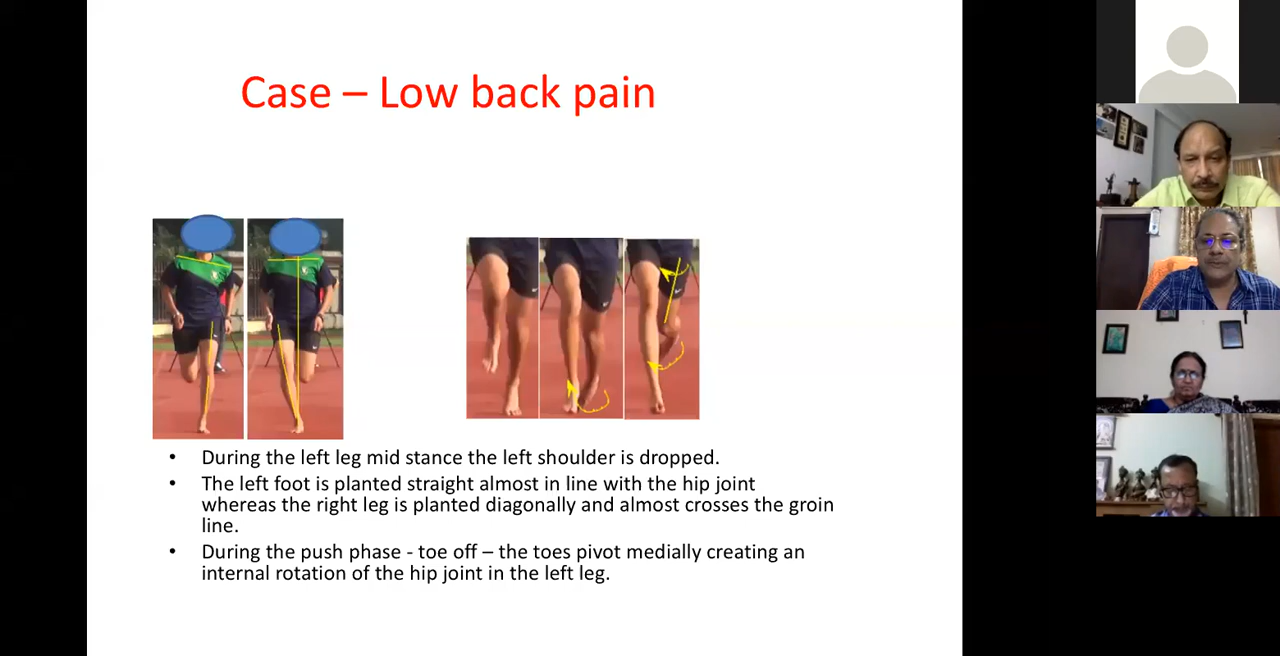 Case – Low back pain
• During the left leg mid stance the left shoulder is dropped.
• The left foot is planted straight almost in line with the hip joint
whereas the right leg is planted diagonally and almost crosses the groin
line.
• During the push phase - toe off – the toes pivot medially creating an
internal rotation of the hip joint in the left leg.